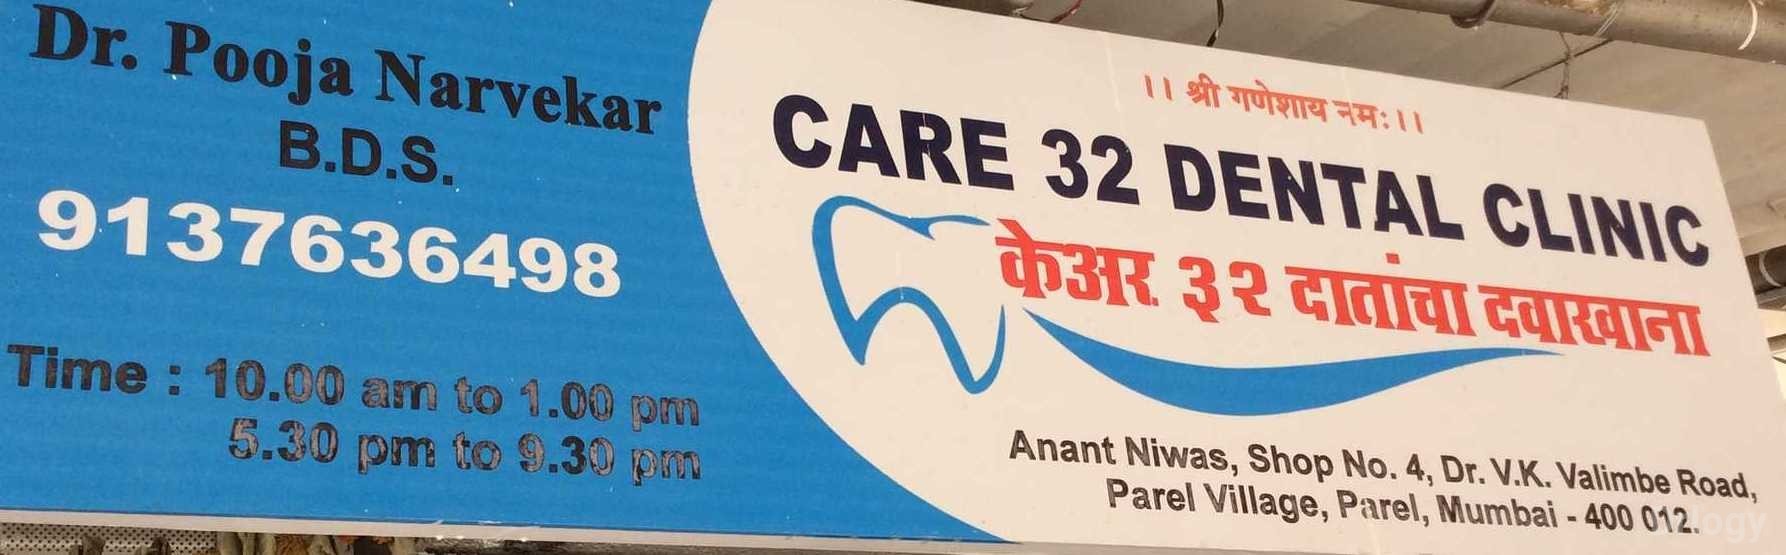 Dr. Pooja Narvekar
B.D.S.
9137636498
Time : 10.00 am to 1.00 pm
5.30 pm to 9.30 pm
।। श्री गणेशाय नमः ।।
CARE 32 DENTAL CLINIC
केअर ३२ दातांचा दवाखाना
Anant Niwas, Shop No. 4, Dr. V.K. Valimbe Road,
Parel Village, Parel, Mumbai - 400 012.